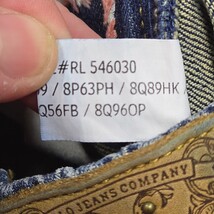 #RL 546030
9 / 8P63PH / 8Q89HK
Q56FB / 8Q96OP
JEANS COMPANY